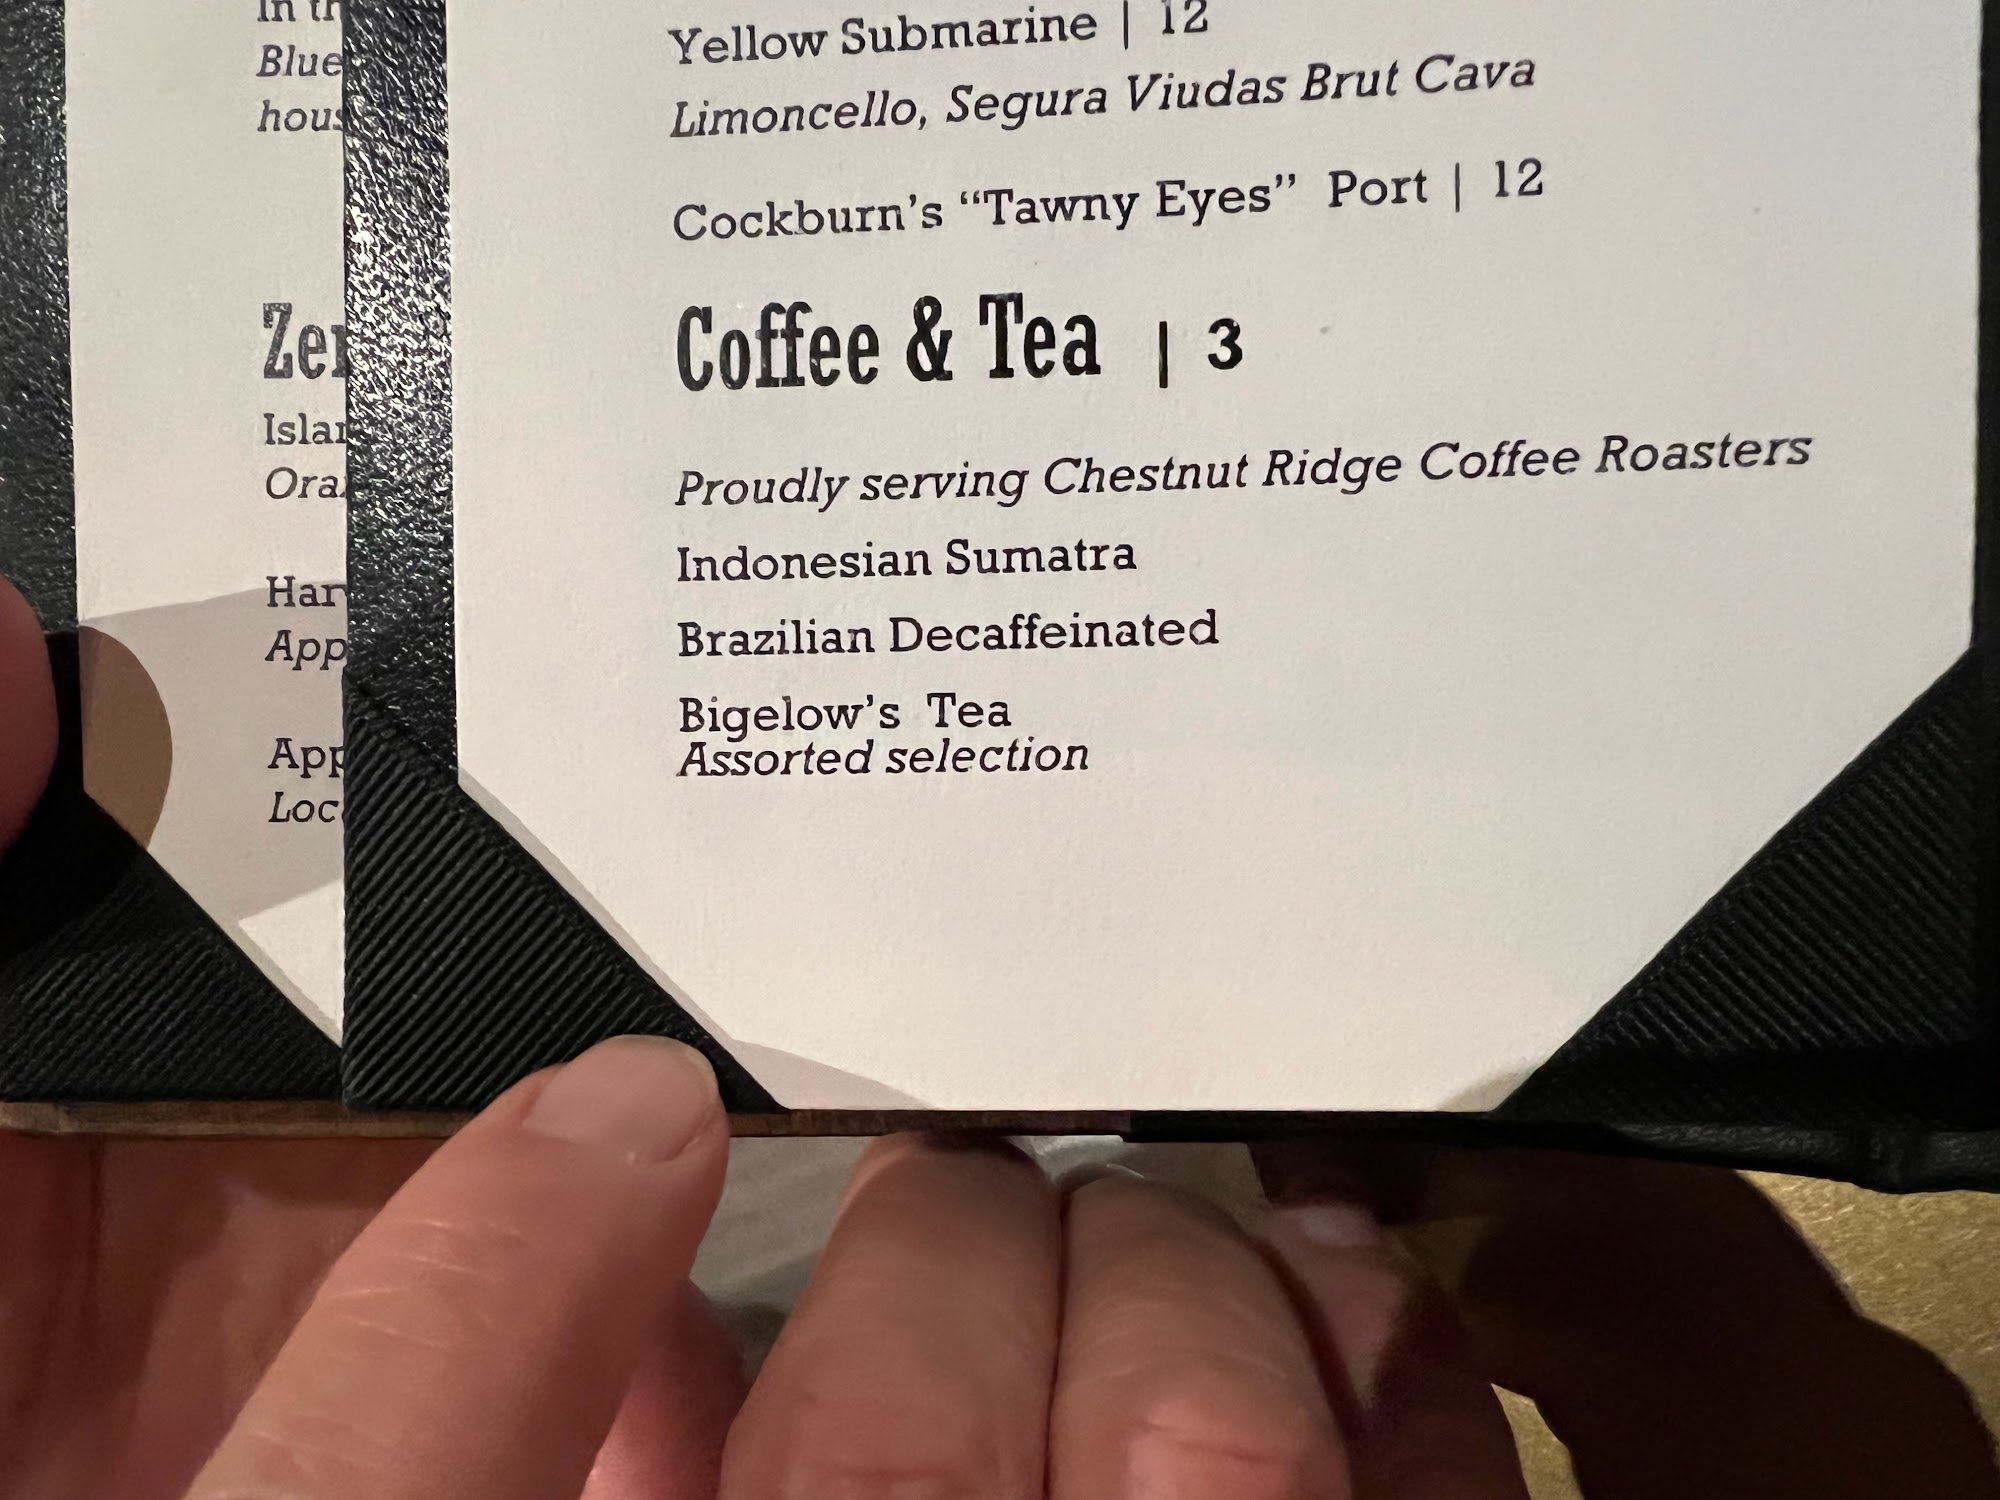 Blue
Yellow Submarine | 12
Limoncello, Segura Viudas Brut Cava
Cockburn's “Tawny Eyes” Port | 12
Coffee & Tea | 3
Proudly serving Chestnut Ridge Coffee Roasters
Indonesian Sumatra
Brazilian Decaffeinated
Bigelow's Tea
Assorted selection